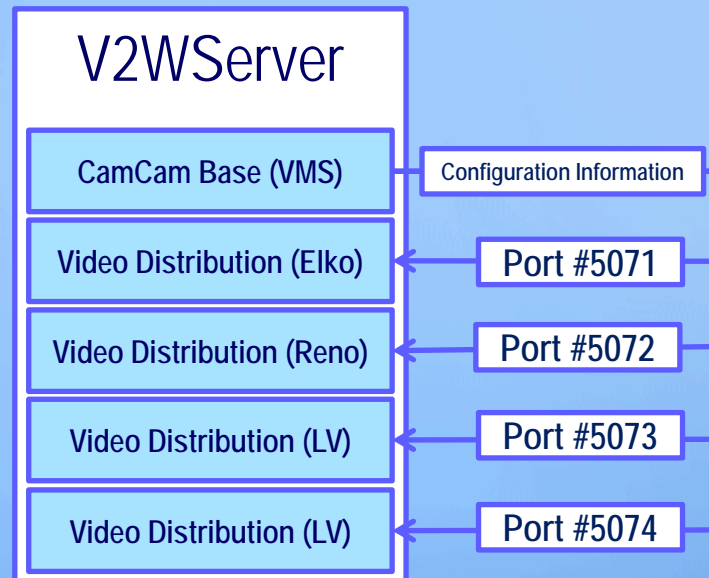 V2WServer
CamCam Base (VMS)
Configuration Information
Video Distribution (Elko)
Port #5071
Video Distribution (Reno)
Port #5072
Video Distribution (LV)
Port #5073
Video Distribution (LV)
Port #5074